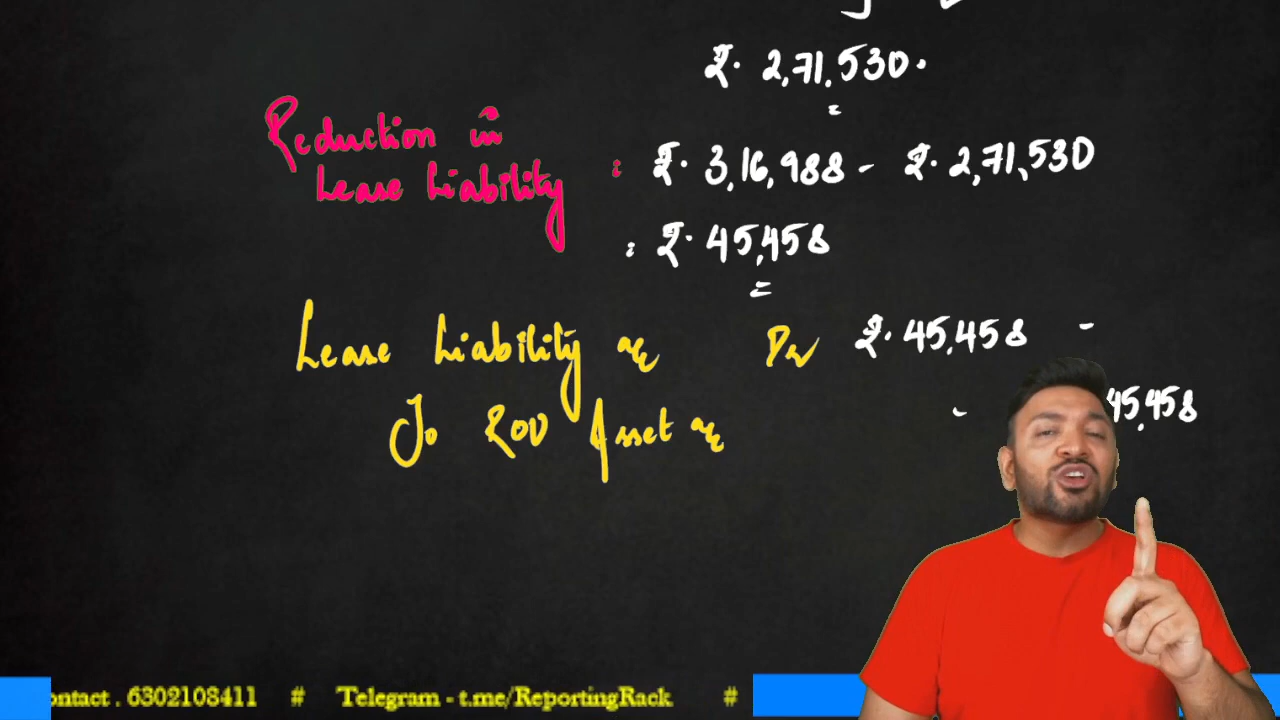 ₹. 2,71,530.
Reduction in
Lease Liability : ₹. 3,16,988 - ₹. 2,71,530
: ₹. 45,458
Lease Liability a/c Dr ₹. 45,458 -
To ROU Asset a/c - 45,458
ontact . 6302108411 # Telegram - t.me/ReportingRack #